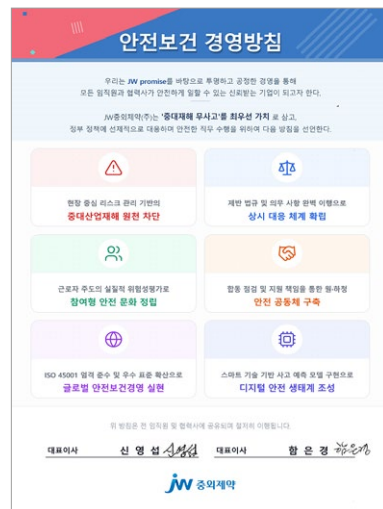 안전보건 경영방침
우리는 JW promise를 바탕으로 투명하고 공정한 경영을 통해
모든 임직원과 협력사가 안전하게 일할 수 있는 신뢰받는 기업이 되고자 한다.
JW중외제약(주)는 '중대재해 무사고'를 최우선 가치로 삼고,
정부 정책에 선제적으로 대응하며 안전한 직무 수행을 위하여 다음 방침을 선언한다.
현장 중심 리스크 관리 기반의
중대산업재해 원천 차단
제반 법규 및 의무 사항 완벽 이행으로
상시 대응 체계 확립
근로자 주도의 실질적 위험성평가로
참여형 안전 문화 정립
합동 점검 및 지원 책임을 통한 원·하청
안전 공동체 구축
ISO 45001 엄격 준수 및 우수 표준 확산으로
글로벌 안전보건경영 실현
스마트 기술 기반 사고 예측 모델 구현으로
디지털 안전 생태계 조성
위 방침은 전 임직원 및 협력사에 공유되며 철저히 이행됩니다.
대표이사 신 영 섭 신영섭 대표이사 함 은 경 함은경
JW 중외제약